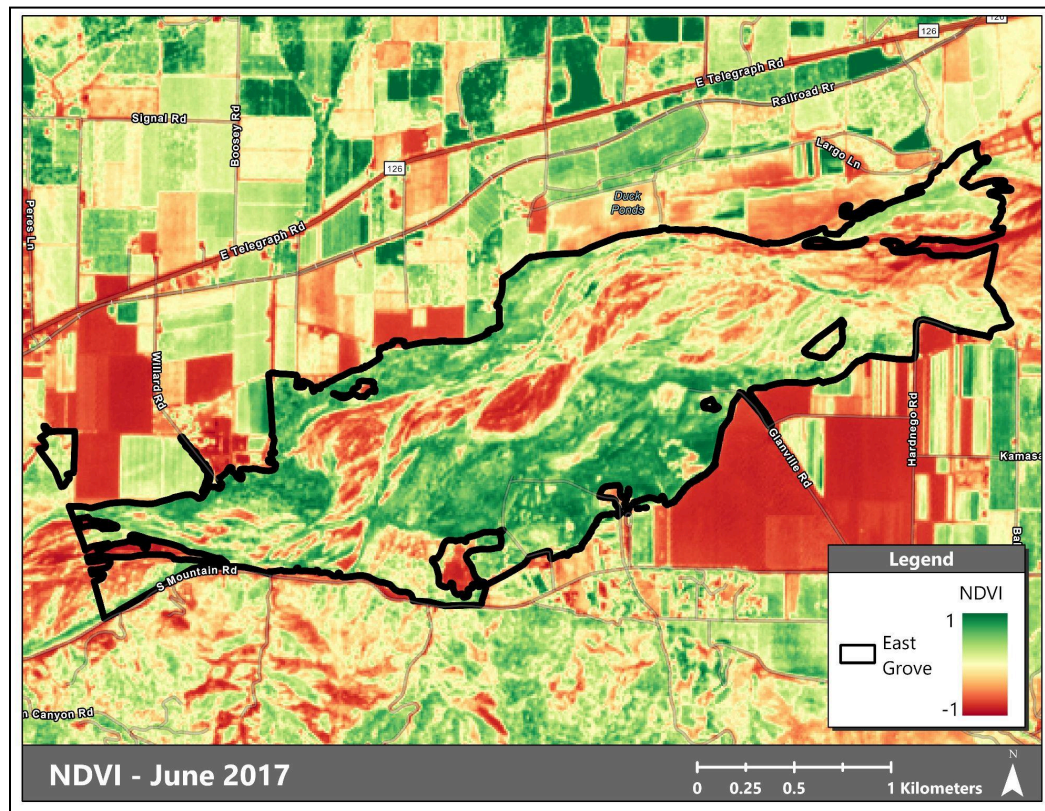 126
126
E Telegraph Rd
Railroad Rr
Signal Rd
Boosey Rd
Largo Ln
126
Duck
Ponds
Peres Ln
E Telegraph Rd
Willard Rd
Glanville Rd
Hardnego Rd
Kamasa
S Mountain Rd
Ba
n Canyon Rd
Legend
NDVI
1
East
Grove
-1
NDVI - June 2017
0 0.25 0.5 1 Kilometers
N